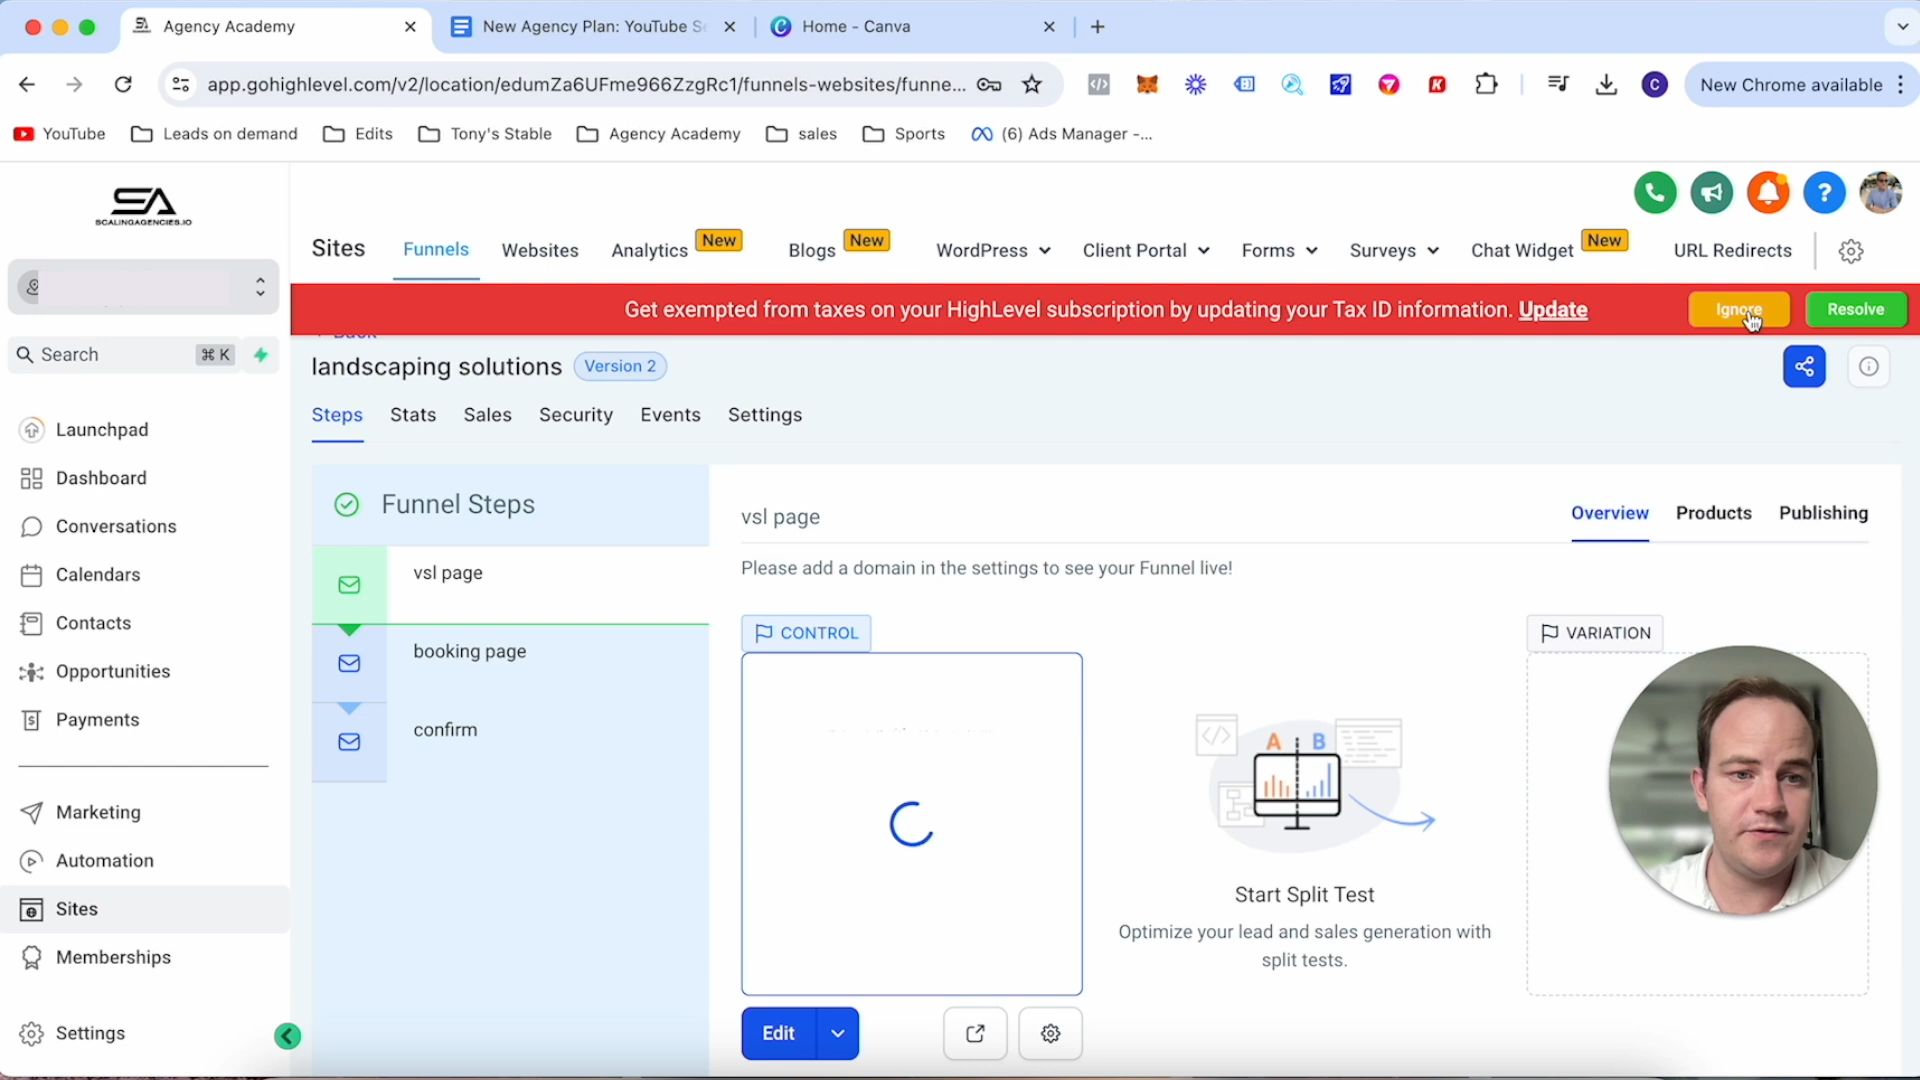 Agency Academy
New Agency Plan: YouTube S
Home - Canva
app.gohighlevel.com/v2/location/edumZa6UFme966ZzgRc1/funnels-websites/funne...
New Chrome available
YouTube
Leads on demand
Edits
Tony's Stable
Agency Academy
sales
Sports
(6) Ads Manager -...
SA
SCALINGAGENCIES.IO
Sites
Funnels
Websites
Analytics
New
Blogs
New
WordPress
Client Portal
Forms
Surveys
Chat Widget
New
URL Redirects
Get exempted from taxes on your HighLevel subscription by updating your Tax ID information. Update
Ignore
Resolve
Search
⌘ K
Back
landscaping solutions
Version 2
Steps
Stats
Sales
Security
Events
Settings
Launchpad
Dashboard
Conversations
Calendars
Contacts
Opportunities
Payments
Marketing
Automation
Sites
Memberships
Settings
Funnel Steps
vsl page
booking page
confirm
vsl page
Overview
Products
Publishing
Please add a domain in the settings to see your Funnel live!
CONTROL
VARIATION
A
B
Start Split Test
Optimize your lead and sales generation with
split tests.
Edit